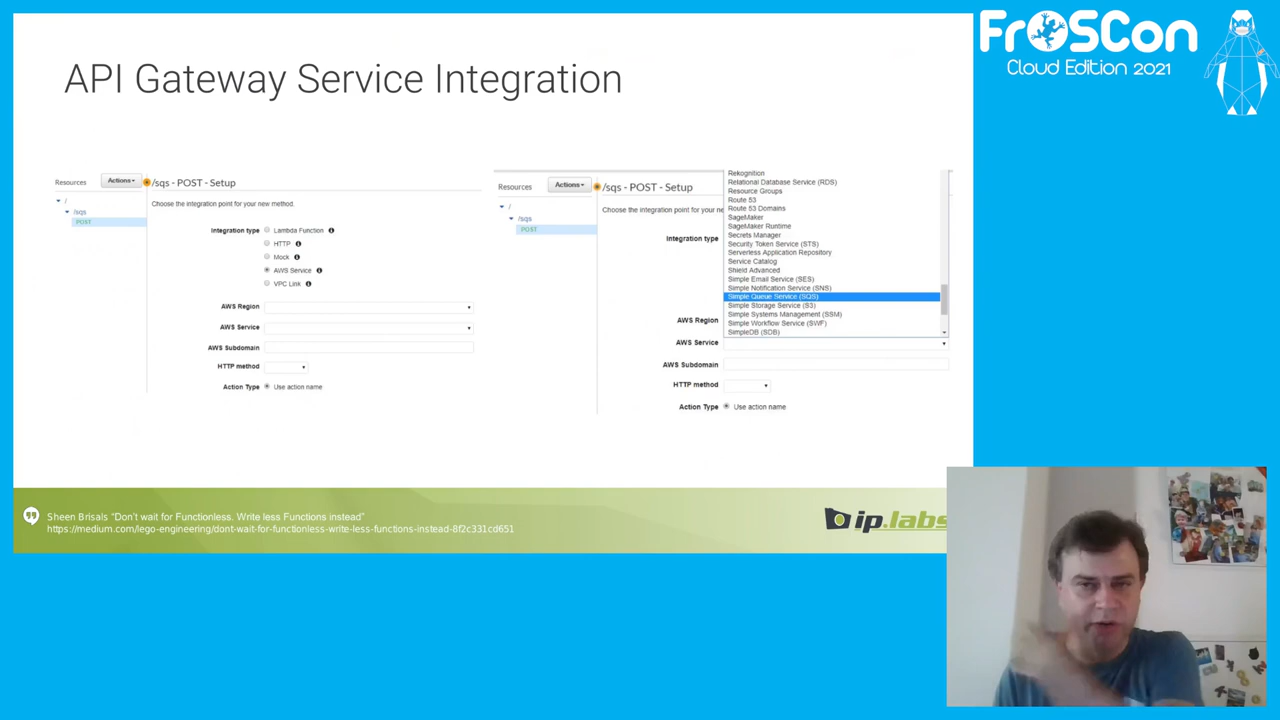 FrOSCon
Cloud Edition 2021
API Gateway Service Integration
Resources
Actions
/sqs - POST - Setup
/
/sqs
POST
Choose the integration point for your new method.
Integration type
Lambda Function
HTTP
Mock
AWS Service
VPC Link
AWS Region
AWS Service
AWS Subdomain
HTTP method
Action Type
Use action name
Resources
Actions
/sqs - POST - Setup
/
/sqs
POST
Choose the integration point for your ne
Integration type
Rekognition
Relational Database Service (RDS)
Resource Groups
Route 53
Route 53 Domains
SageMaker
SageMaker Runtime
Secrets Manager
Security Token Service (STS)
Serverless Application Repository
Service Catalog
Shield Advanced
Simple Email Service (SES)
Simple Notification Service (SNS)
Simple Queue Service (SQS)
Simple Storage Service (S3)
Simple Systems Management (SSM)
Simple Workflow Service (SWF)
SimpleDB (SDB)
AWS Region
AWS Service
AWS Subdomain
HTTP method
Action Type
Use action name
Sheen Brisals "Don't wait for Functionless. Write less Functions instead"
https://medium.com/lego-engineering/dont-wait-for-functionless-write-less-functions-instead-8f2c331cd651
ip.labs